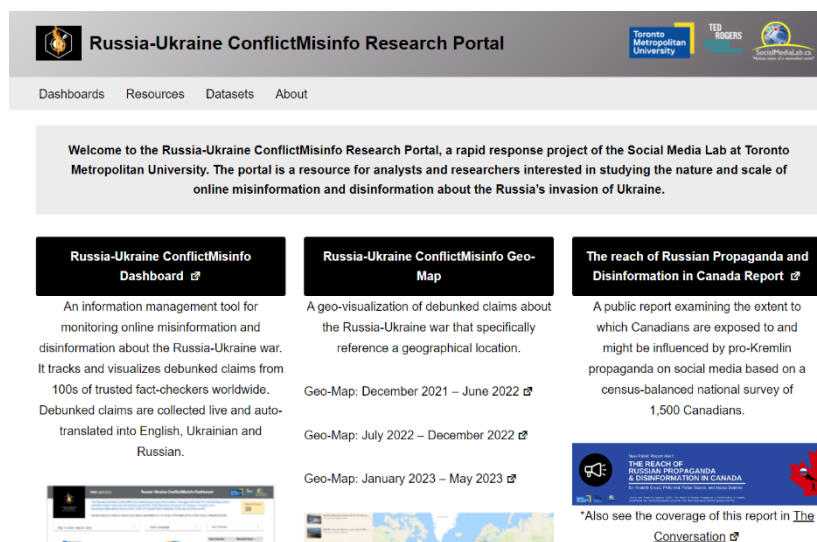 Russia-Ukraine ConflictMisinfo Research Portal
Toronto
Metropolitan
University
TED
ROGERS
SocialMediaLab.ca
Dashboards Resources Datasets About
Welcome to the Russia-Ukraine ConflictMisinfo Research Portal, a rapid response project of the Social Media Lab at Toronto
Metropolitan University. The portal is a resource for analysts and researchers interested in studying the nature and scale of
online misinformation and disinformation about the Russia's invasion of Ukraine.
Russia-Ukraine ConflictMisinfo
Dashboard
An information management tool for
monitoring online misinformation and
disinformation about the Russia-Ukraine war.
It tracks and visualizes debunked claims from
100s of trusted fact-checkers worldwide.
Debunked claims are collected live and auto-
translated into English, Ukrainian and
Russian.
Russia-Ukraine ConflictMisinfo Dashboard
Russia-Ukraine ConflictMisinfo Geo-
Map
A geo-visualization of debunked claims about
the Russia-Ukraine war that specifically
reference a geographical location.
Geo-Map: December 2021 – June 2022
Geo-Map: July 2022 – December 2022
Geo-Map: January 2023 – May 2023
The reach of Russian Propaganda and
Disinformation in Canada Report
A public report examining the extent to
which Canadians are exposed to and
might be influenced by pro-Kremlin
propaganda on social media based on a
census-balanced national survey of
1,500 Canadians.
New Public Report Alert
THE REACH OF
RUSSIAN PROPAGANDA
& DISINFORMATION IN CANADA
*Also see the coverage of this report in The
Conversation